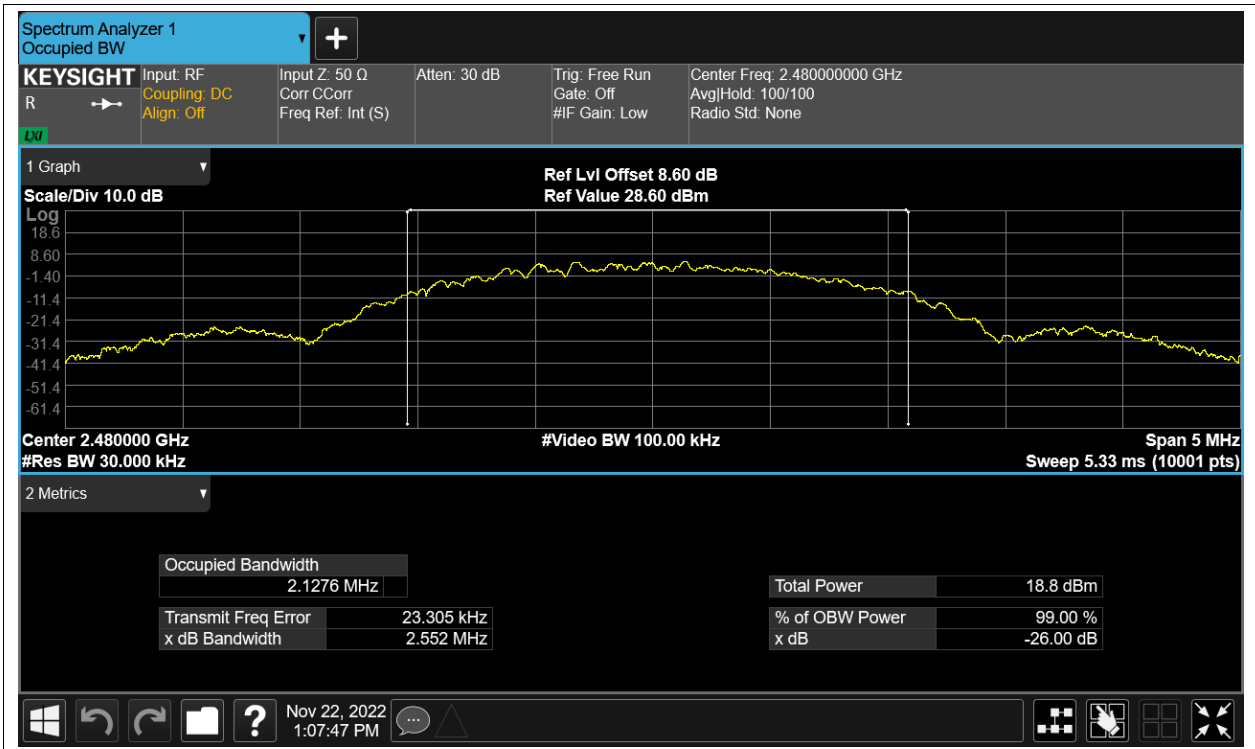 Spectrum Analyzer 1
Occupied BW
KEYSIGHT
R
LXI
Input: RF
Coupling: DC
Align: Off
Input Z: 50 Ω
Corr CCorr
Freq Ref: Int (S)
Atten: 30 dB
Trig: Free Run
Gate: Off
#IF Gain: Low
Center Freq: 2.480000000 GHz
Avg|Hold: 100/100
Radio Std: None
1 Graph
Scale/Div 10.0 dB
Ref Lvl Offset 8.60 dB
Ref Value 28.60 dBm
Log
18.6
8.60
-1.40
-11.4
-21.4
-31.4
-41.4
-51.4
-61.4
Center 2.480000 GHz
#Res BW 30.000 kHz
#Video BW 100.00 kHz
Span 5 MHz
Sweep 5.33 ms (10001 pts)
2 Metrics
Occupied Bandwidth
2.1276 MHz
Transmit Freq Error 23.305 kHz
x dB Bandwidth 2.552 MHz
Total Power 18.8 dBm
% of OBW Power 99.00 %
x dB -26.00 dB
?
Nov 22, 2022
1:07:47 PM